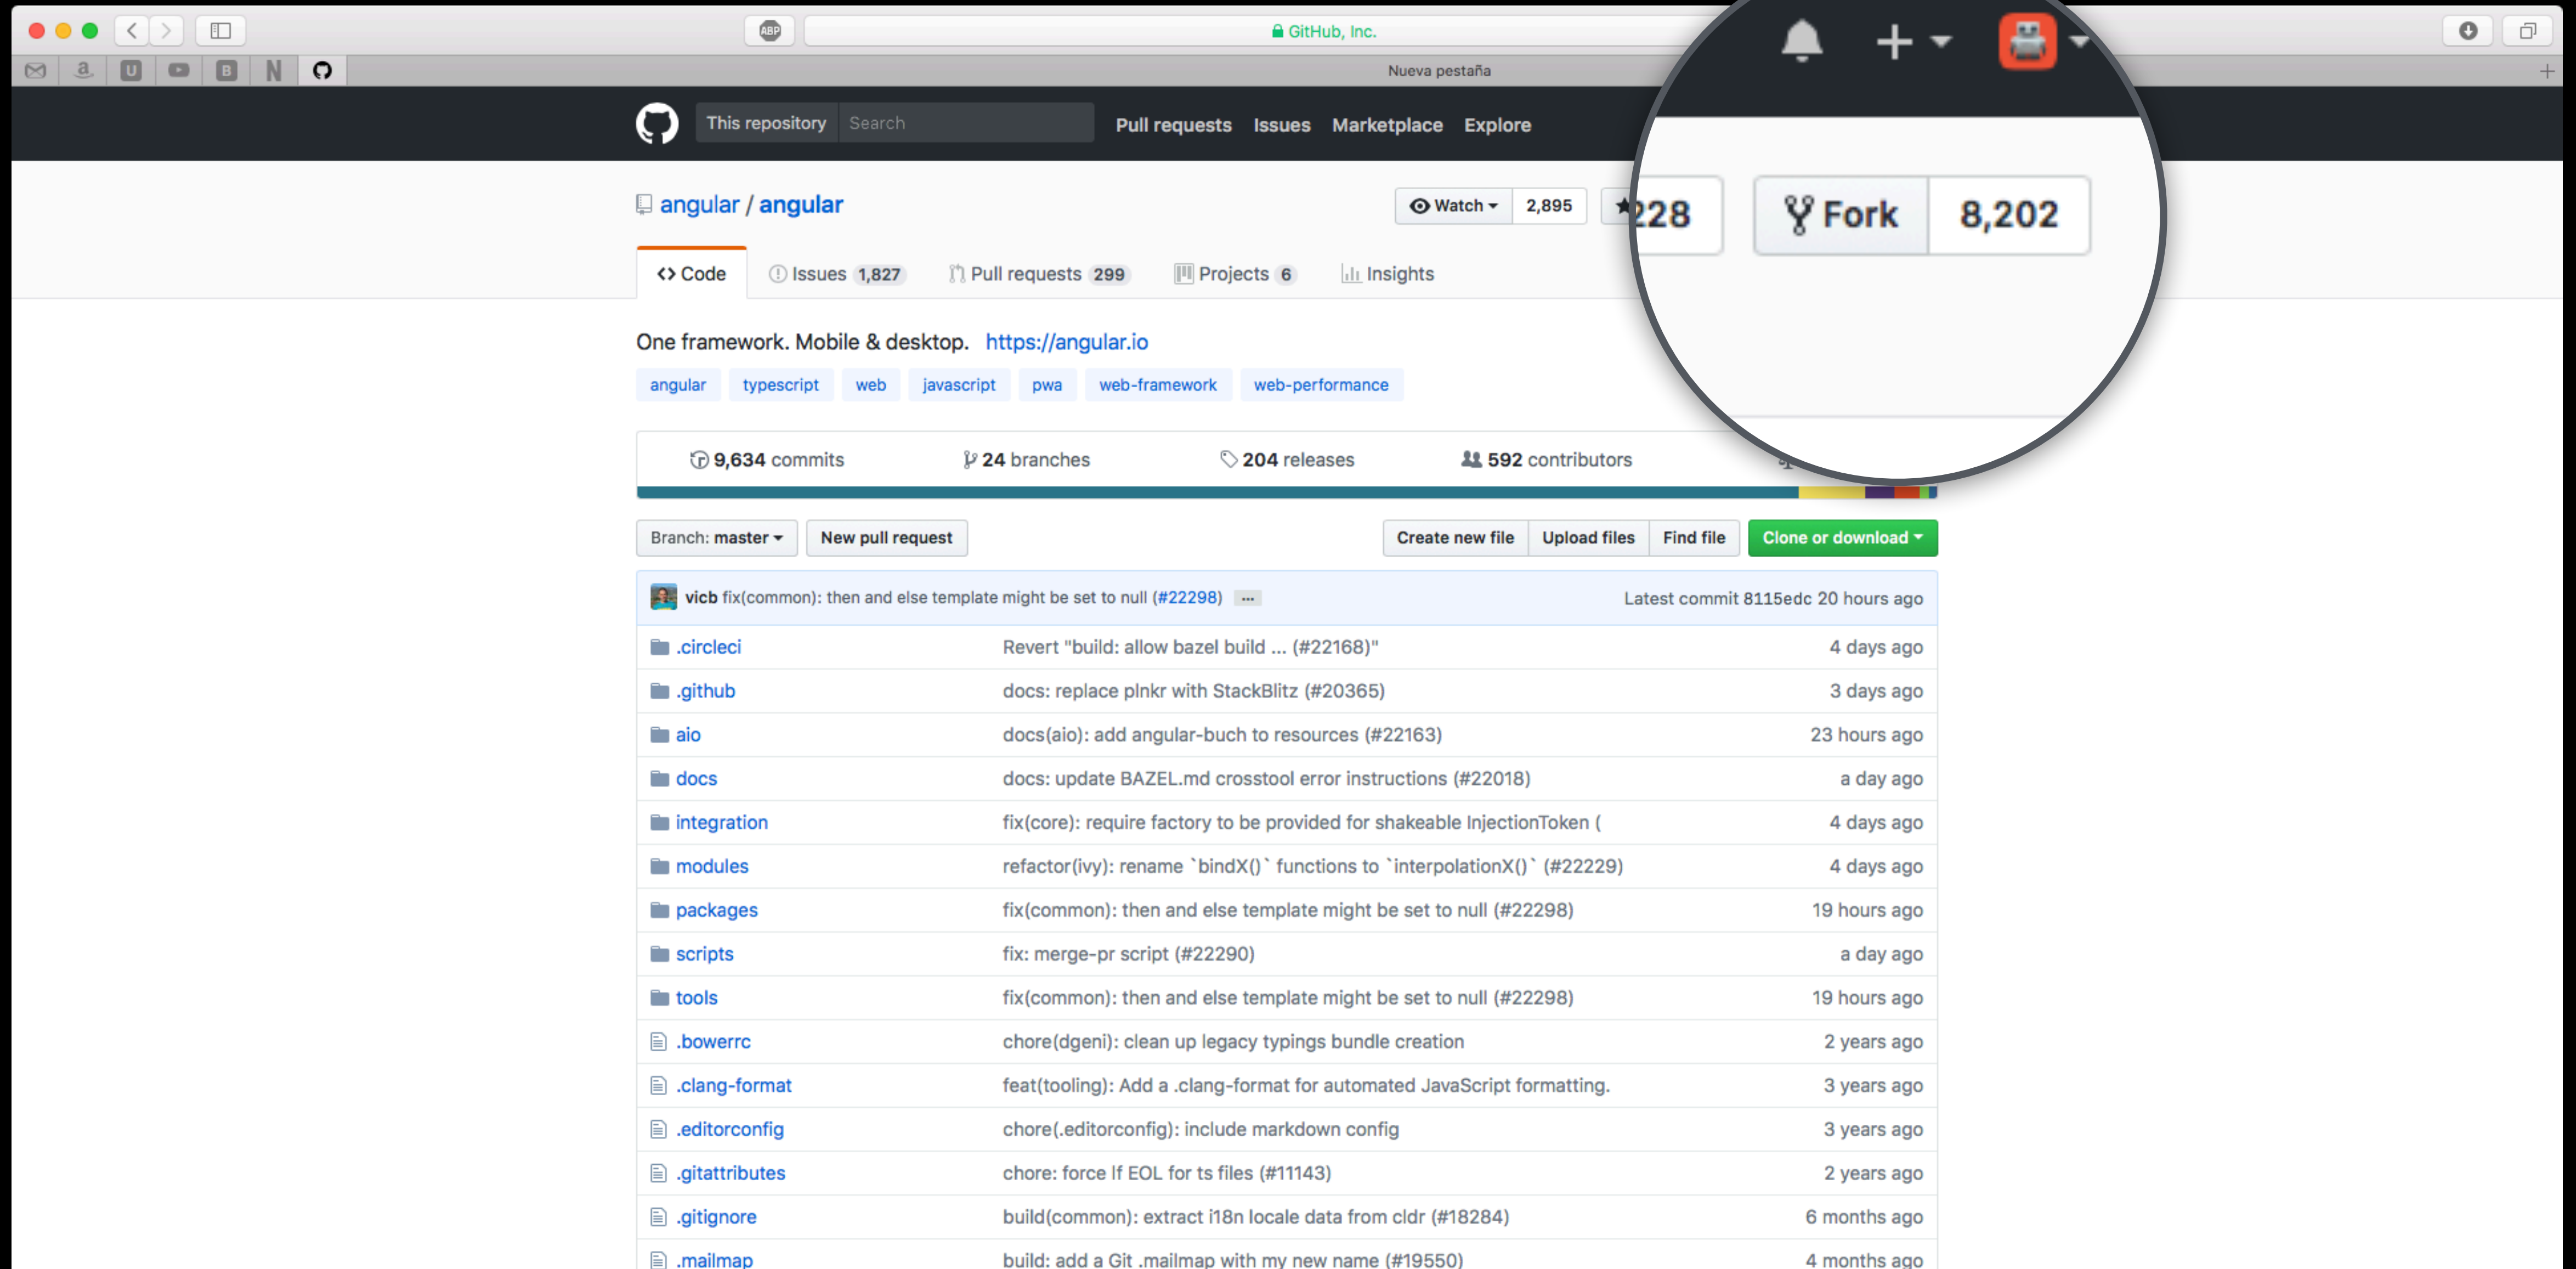 ABP
GitHub, Inc.
a U B N
Nueva pestaña
This repository Search Pull requests Issues Marketplace Explore
angular / angular
Watch 2,895 228 Fork 8,202
Code Issues 1,827 Pull requests 299 Projects 6 Insights
One framework. Mobile & desktop. https://angular.io
angular typescript web javascript pwa web-framework web-performance
9,634 commits 24 branches 204 releases 592 contributors
Branch: master New pull request Create new file Upload files Find file Clone or download
vicb fix(common): then and else template might be set to null (#22298) ... Latest commit 8115edc 20 hours ago
.circleci Revert "build: allow bazel build ... (#22168)" 4 days ago
.github docs: replace plnkr with StackBlitz (#20365) 3 days ago
aio docs(aio): add angular-buch to resources (#22163) 23 hours ago
docs docs: update BAZEL.md crosstool error instructions (#22018) a day ago
integration fix(core): require factory to be provided for shakeable InjectionToken ( 4 days ago
modules refactor(ivy): rename `bindX()` functions to `interpolationX()` (#22229) 4 days ago
packages fix(common): then and else template might be set to null (#22298) 19 hours ago
scripts fix: merge-pr script (#22290) a day ago
tools fix(common): then and else template might be set to null (#22298) 19 hours ago
.bowerrc chore(dgeni): clean up legacy typings bundle creation 2 years ago
.clang-format feat(tooling): Add a .clang-format for automated JavaScript formatting. 3 years ago
.editorconfig chore(.editorconfig): include markdown config 3 years ago
.gitattributes chore: force lf EOL for ts files (#11143) 2 years ago
.gitignore build(common): extract i18n locale data from cldr (#18284) 6 months ago
.mailmap build: add a Git .mailmap with my new name (#19550) 4 months ago